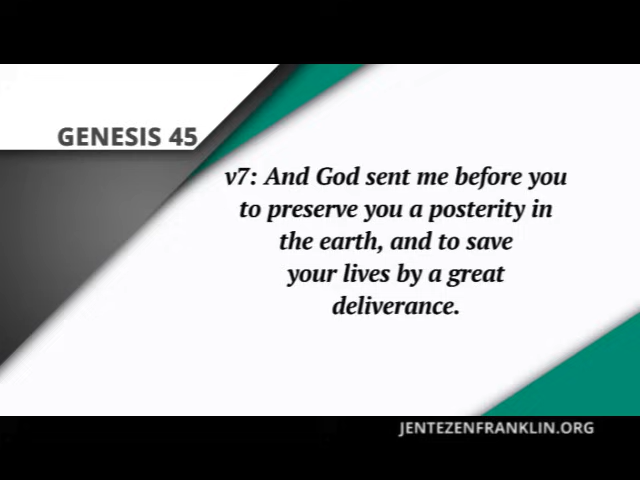 GENESIS 45
v7: And God sent me before you
to preserve you a posterity in
the earth, and to save
your lives by a great
deliverance.
JENTEZENFRANKLIN.ORG